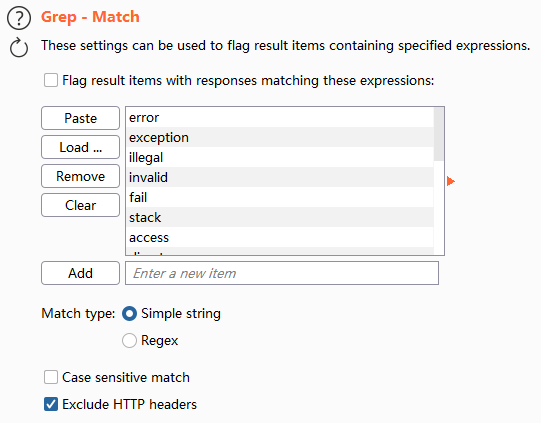 Grep - Match
These settings can be used to flag result items containing specified expressions.
Flag result items with responses matching these expressions:
Paste
Load ...
Remove
Clear
error
exception
illegal
invalid
fail
stack
access
Add
Enter a new item
Match type:
Simple string
Regex
Case sensitive match
Exclude HTTP headers